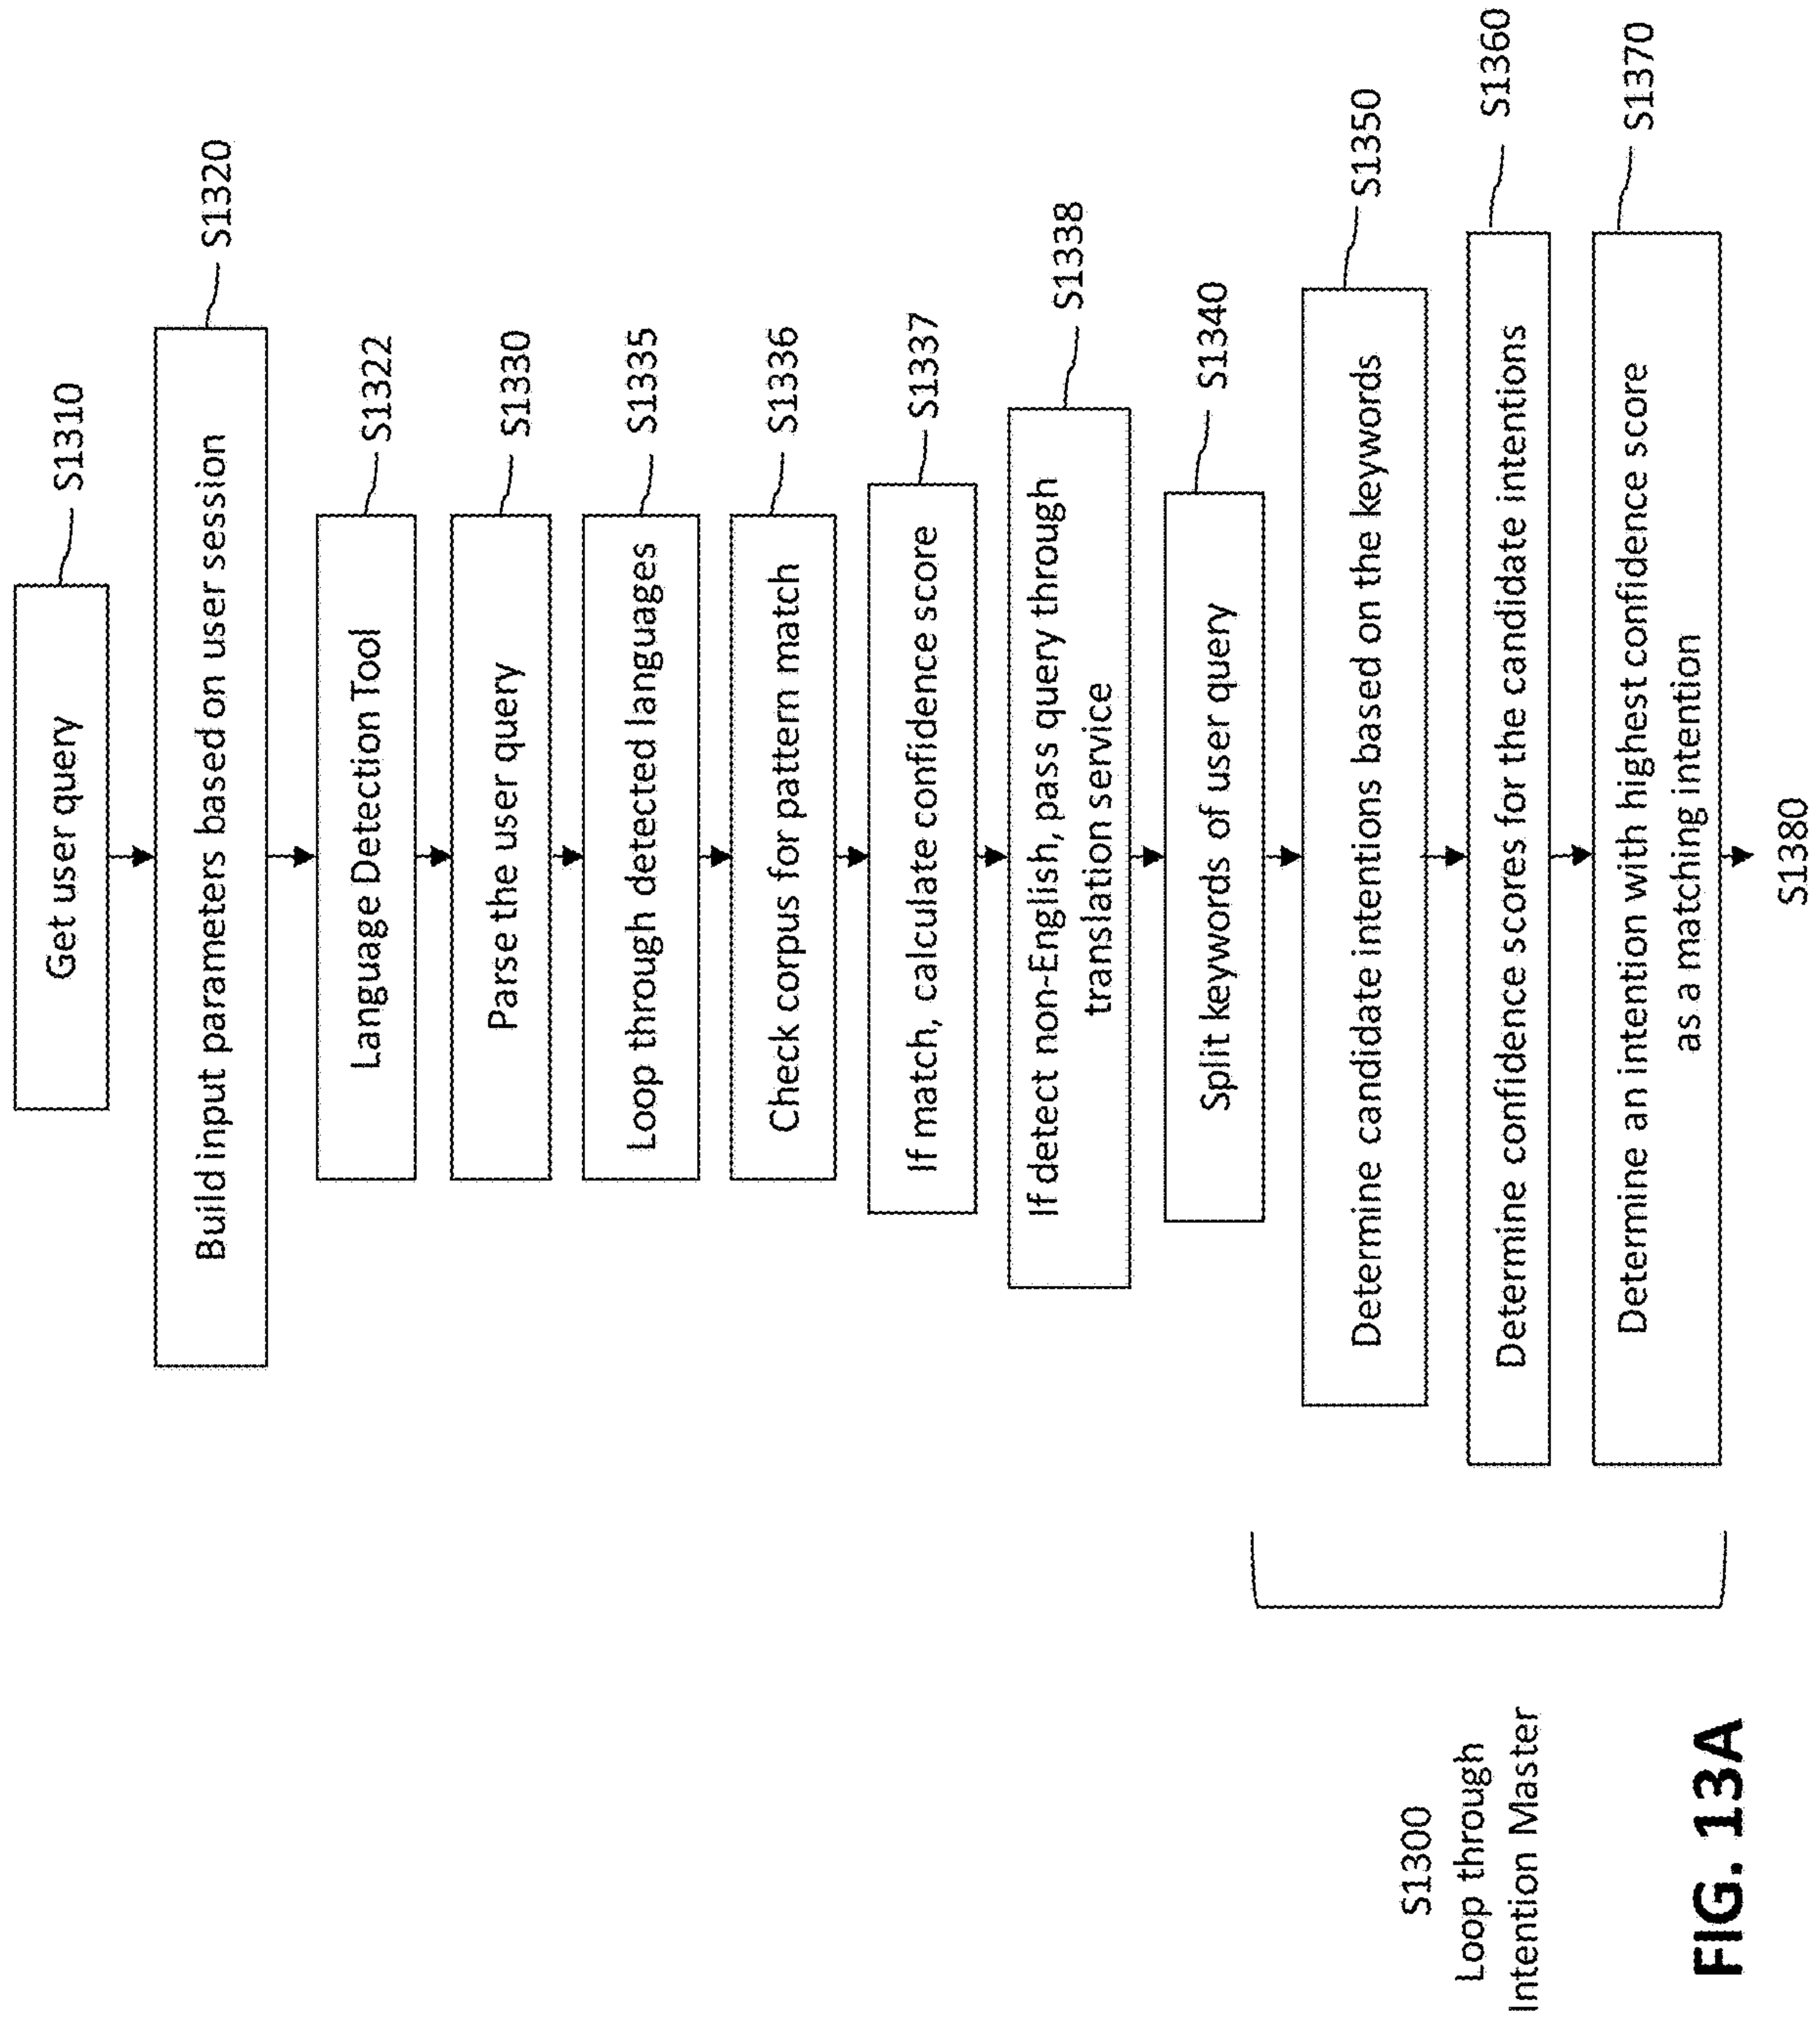 Get user query
S1310
Build input parameters based on user session
S1320
Language Detection Tool
S1322
Parse the user query
S1330
Loop through detected languages
S1335
Check corpus for pattern match
S1336
If match, calculate confidence score
S1337
If detect non-English, pass query through
translation service
S1338
Split keywords of user query
S1340
Determine candidate intentions based on the keywords
S1350
Determine confidence scores for the candidate intentions
S1360
Determine an intention with highest confidence score
as a matching intention
S1370
S1380
S1300
Loop through
Intention Master
FIG. 13A